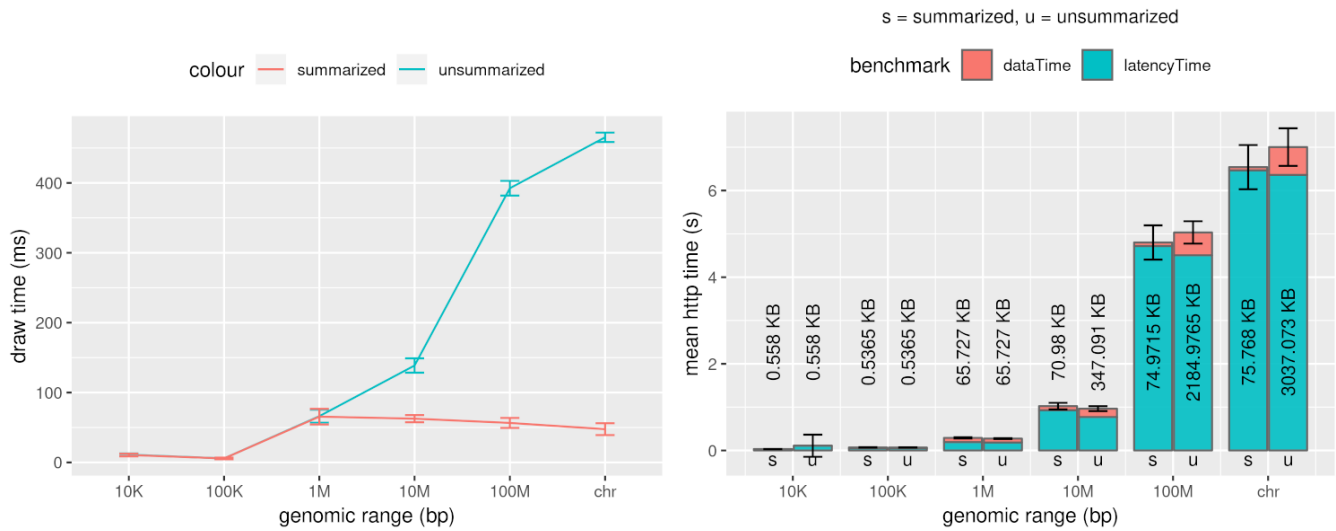 colour summarized unsummarized
draw time (ms)
400
300
200
100
0
10K 100K 1M 10M 100M chr
genomic range (bp)
s = summarized, u = unsummarized
benchmark dataTime latencyTime
mean http time (s)
6
4
2
0
0.558 KB
0.558 KB
0.5365 KB
0.5365 KB
65.727 KB
65.727 KB
70.98 KB
347.091 KB
74.9715 KB
2184.9765 KB
75.768 KB
3037.073 KB
s u s u s u s u s u s u
10K 100K 1M 10M 100M chr
genomic range (bp)